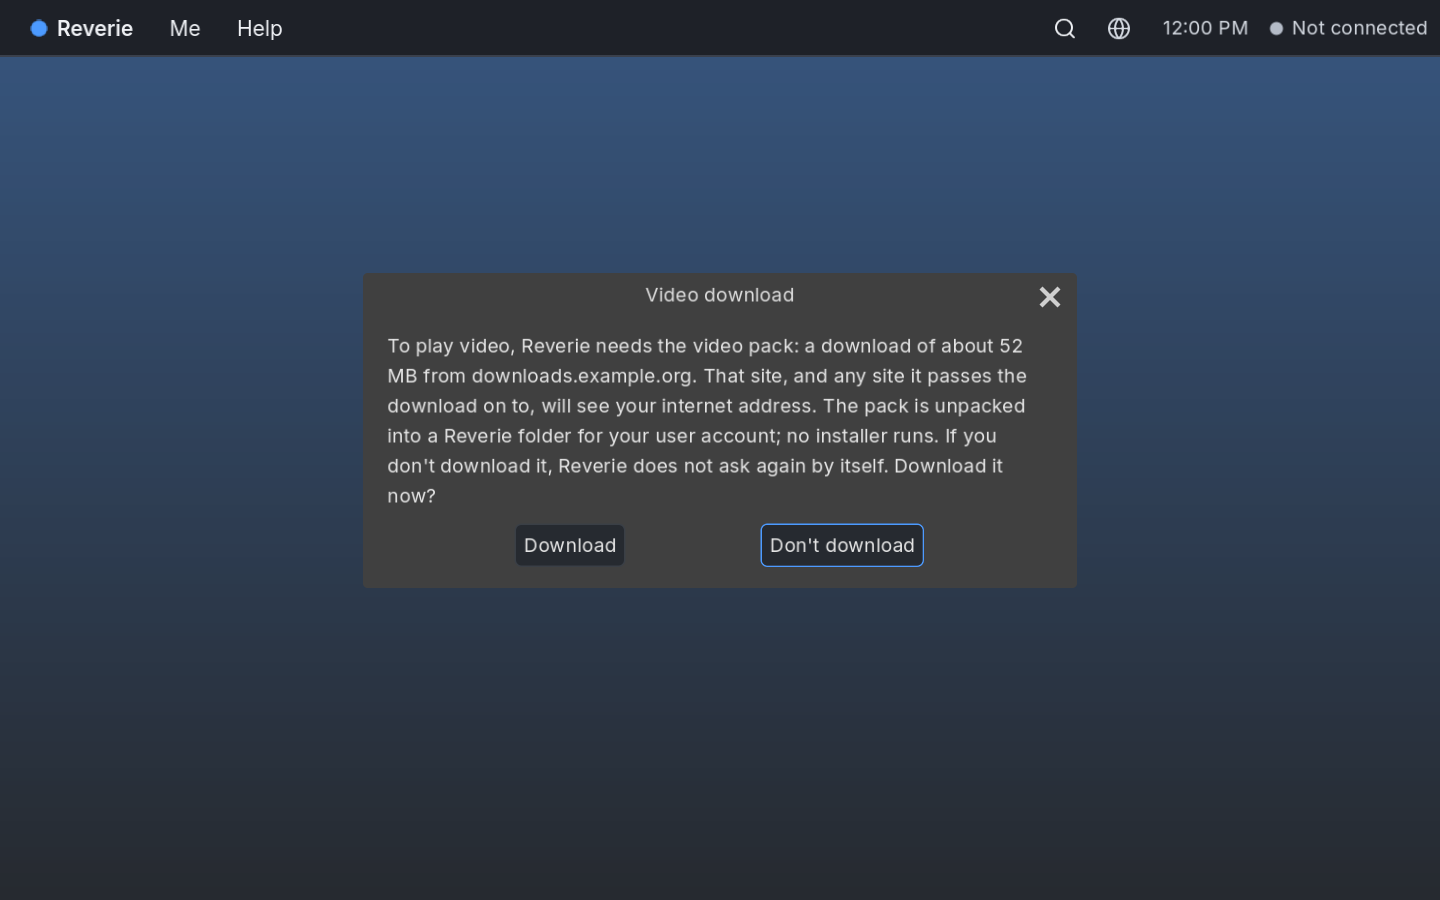 Reverie Me Help 12:00 PM Not connected
Video download
To play video, Reverie needs the video pack: a download of about 52
MB from downloads.example.org. That site, and any site it passes the
download on to, will see your internet address. The pack is unpacked
into a Reverie folder for your user account; no installer runs. If you
don't download it, Reverie does not ask again by itself. Download it
now?
Download Don't download